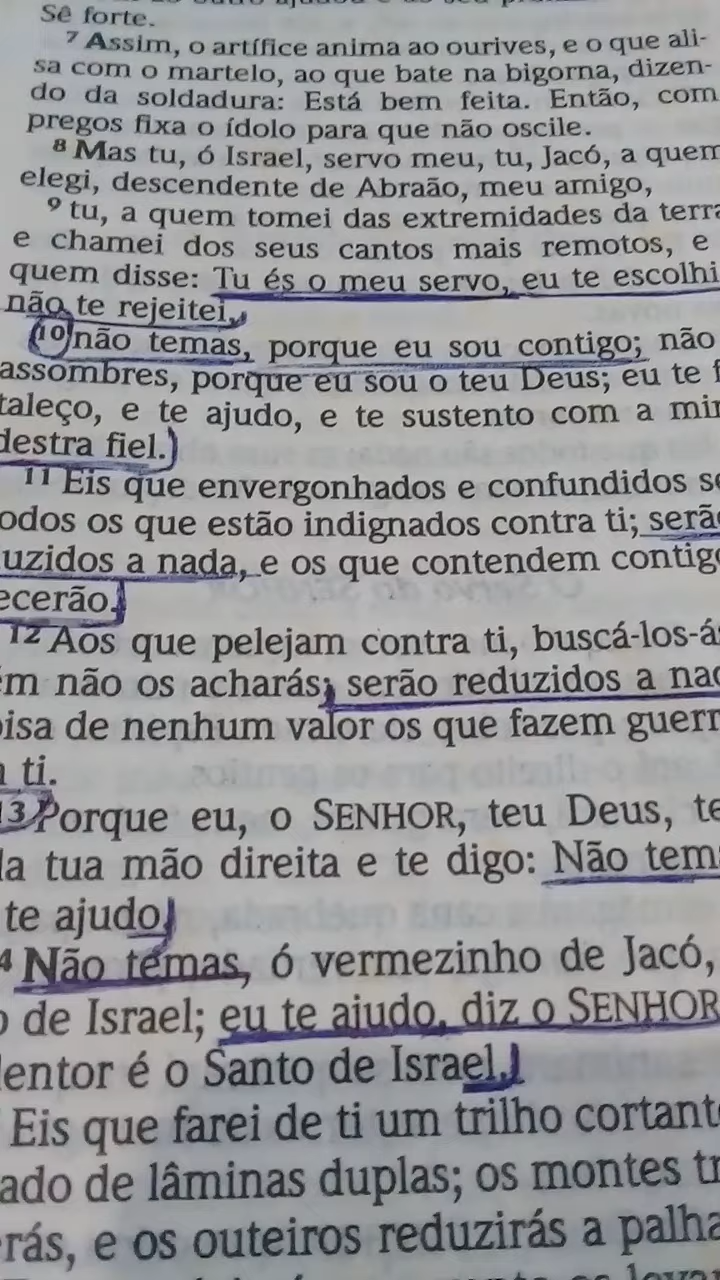 Sê forte.
7 Assim, o artífice anima ao ourives, e o que ali-
sa com o martelo, ao que bate na bigorna, dizen-
do da soldadura: Está bem feita. Então, com
pregos fixa o ídolo para que não oscile.
8 Mas tu, ó Israel, servo meu, tu, Jacó, a quem
elegi, descendente de Abraão, meu amigo,
9 tu, a quem tomei das extremidades da terra
e chamei dos seus cantos mais remotos, e
quem disse: Tu és o meu servo, eu te escolhi
não te rejeitei,
10 não temas, porque eu sou contigo; não
assombres, porque eu sou o teu Deus; eu te f
taleço, e te ajudo, e te sustento com a mi
destra fiel.
11 Eis que envergonhados e confundidos se
odos os que estão indignados contra ti; serão
uzidos a nada, e os que contendem contigo
ecerão.
12 Aos que pelejam contra ti, buscá-los-á
ém não os acharás; serão reduzidos a nad
oisa de nenhum valor os que fazem guerr
a ti.
13 Porque eu, o SENHOR, teu Deus, te
la tua mão direita e te digo: Não tem
te ajudo.
4 Não temas, ó vermezinho de Jacó,
o de Israel; eu te ajudo, diz o SENHOR
entor é o Santo de Israel.
Eis que farei de ti um trilho cortant
ado de lâminas duplas; os montes tr
rás, e os outeiros reduzirás a palha